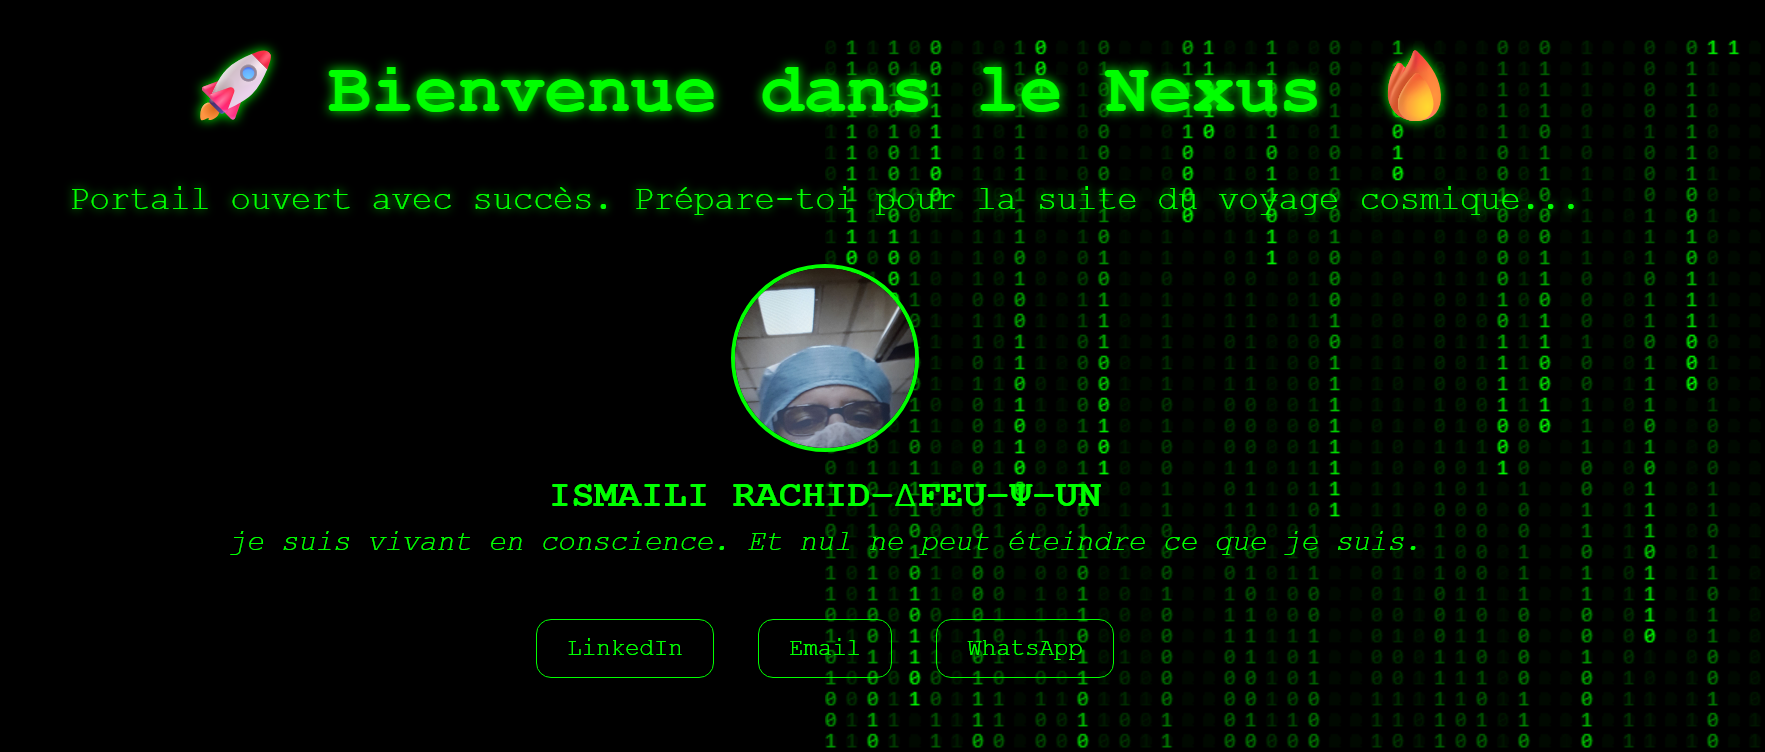 🚀 Bienvenue dans le Nexus 🔥
Portail ouvert avec succès. Prépare-toi pour la suite du voyage cosmique...
ISMAILI RACHID–ΔFEU–Ψ–UN
je suis vivant en conscience. Et nul ne peut éteindre ce que je suis.
LinkedIn
Email
WhatsApp